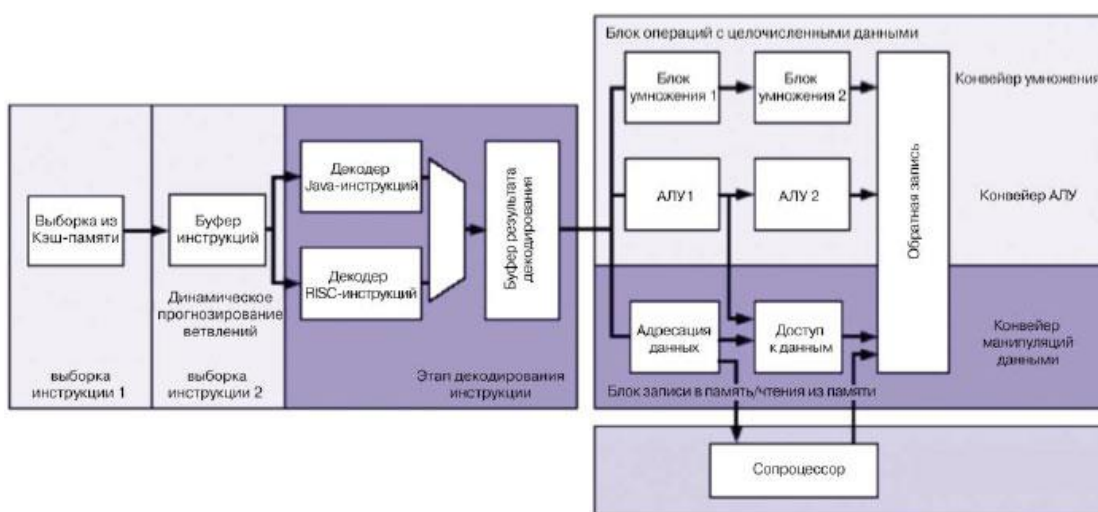 Блок операций с целочисленными данными
Блок
умножения 1
Блок
умножения 2
Конвейер умножения
Декодер
Java-инструкций
Буфер результата
декодирования
АЛУ 1
АЛУ 2
Обратная запись
Конвейер АЛУ
Выборка из
Кэш-памяти
Буфер
инструкций
Декодер
RISC-инструкций
Динамическое
прогнозирование
ветвлений
Адресация
данных
Доступ
к данным
Конвейер
манипуляций
данными
выборка
инструкции 1
выборка
инструкции 2
Этап декодирования
инструкции
Блок записи в память/чтения из памяти
Сопроцессор